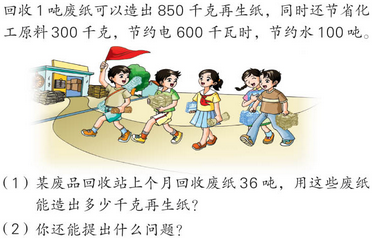 回收1吨废纸可以造出850千克再生纸，同时还节省化
工原料300千克，节约电600千瓦时，节约水100吨。
(1) 某废品回收站上个月回收废纸36吨，用这些废纸
能造出多少千克再生纸？
(2) 你还能提出什么问题？